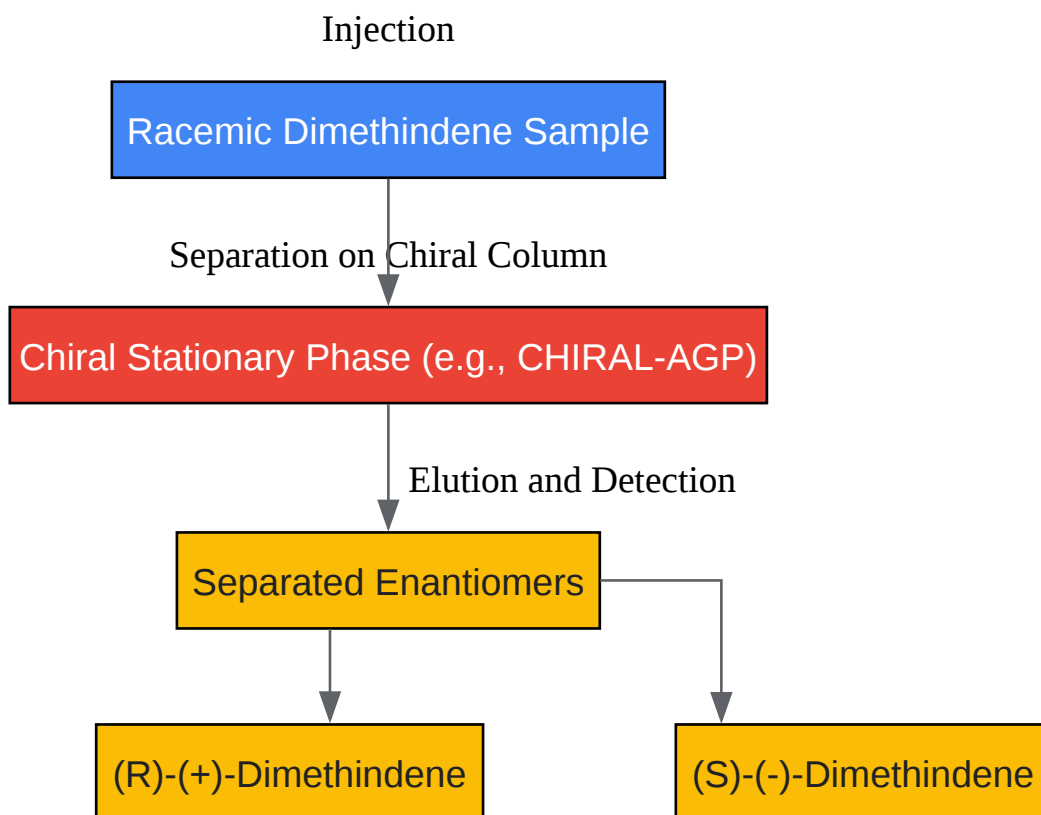 Injection
Racemic Dimethindene Sample
Separation on Chiral Column
Chiral Stationary Phase (e.g., CHIRAL-AGP)
Elution and Detection
Separated Enantiomers
(R)-(+)-Dimethindene
(S)-(-)-Dimethindene